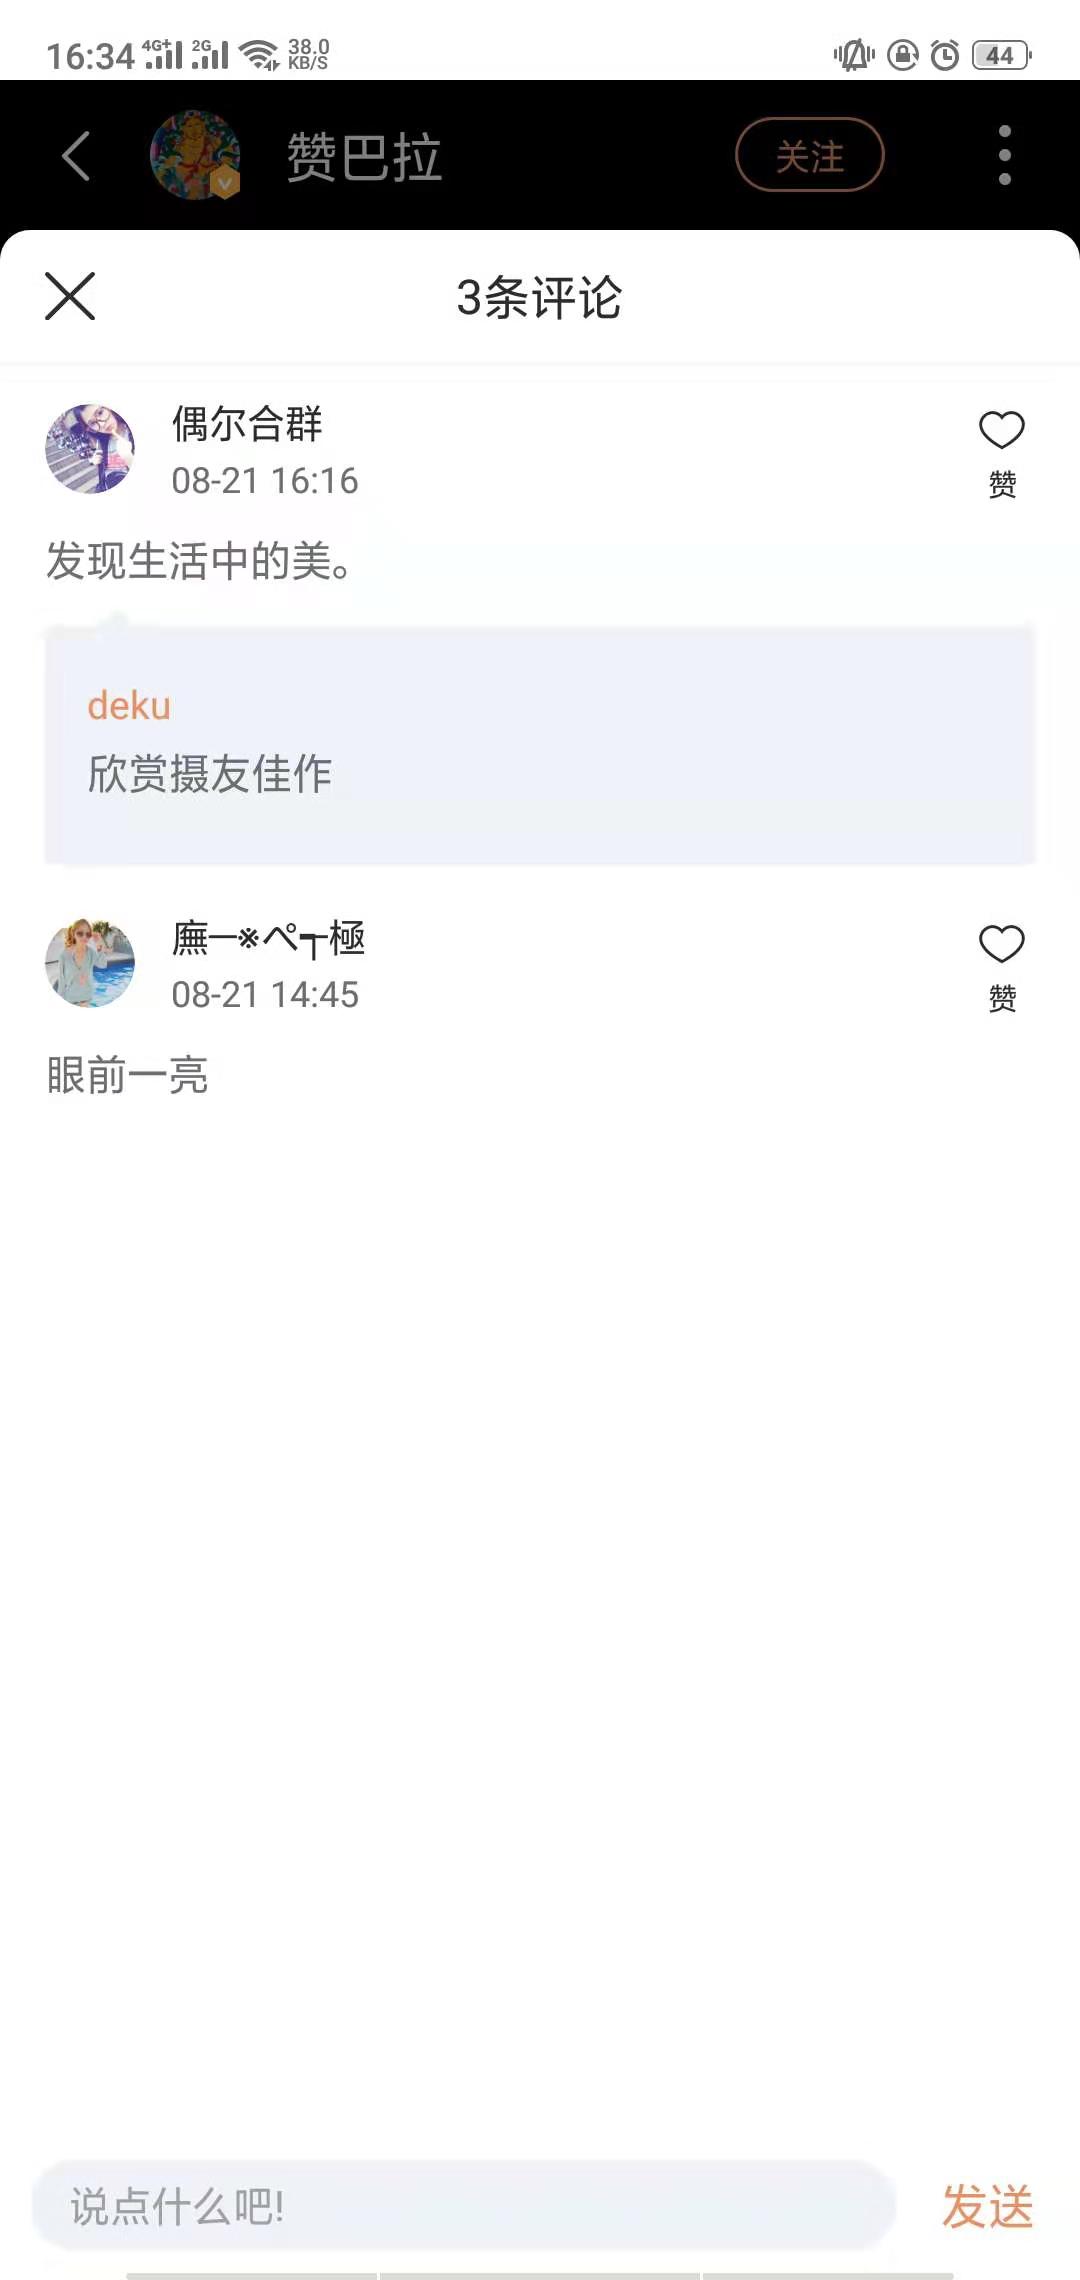 16:34 4G+ 2G 38.0 KB/S 44
赞巴拉 关注
3条评论
偶尔合群
08-21 16:16
赞
发现生活中的美。
deku
欣赏摄友佳作
廡─※ぺ┱極
08-21 14:45
赞
眼前一亮
说点什么吧! 发送